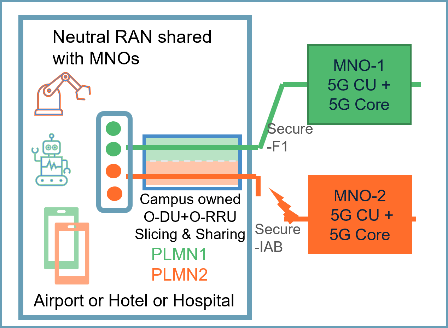 Neutral RAN shared
with MNOs
MNO-1
5G CU +
5G Core
Secure
-F1
Campus owned
O-DU+O-RRU
Slicing & Sharing
PLMN1
PLMN2
Secure
-IAB
MNO-2
5G CU +
5G Core
Airport or Hotel or Hospital